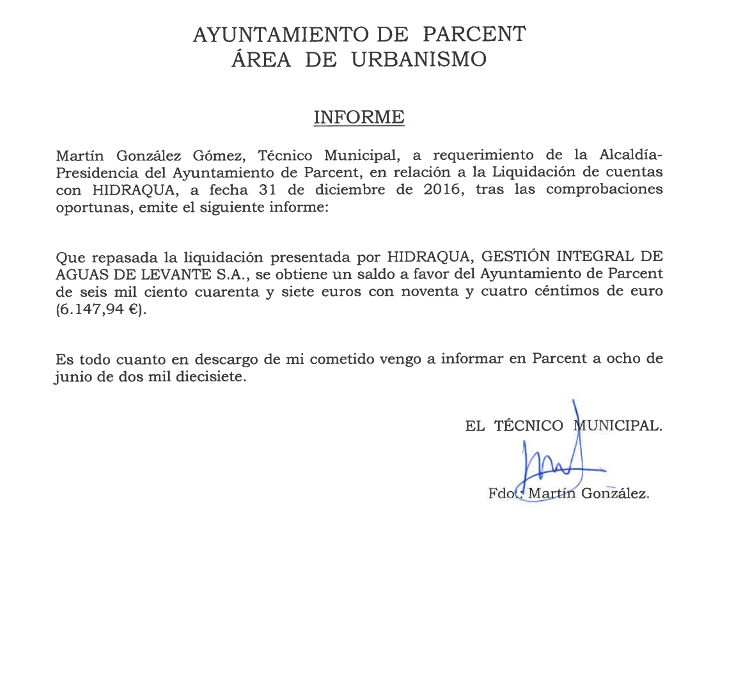 AYUNTAMIENTO DE PARCENT
ÁREA DE URBANISMO
INFORME
Martín González Gómez, Técnico Municipal, a requerimiento de la Alcaldía-
Presidencia del Ayuntamiento de Parcent, en relación a la Liquidación de cuentas
con HIDRAQUA, a fecha 31 de diciembre de 2016, tras las comprobaciones
oportunas, emite el siguiente informe:
Que repasada la liquidación presentada por HIDRAQUA, GESTIÓN INTEGRAL DE
AGUAS DE LEVANTE S.A., se obtiene un saldo a favor del Ayuntamiento de Parcent
de seis mil ciento cuarenta y siete euros con noventa y cuatro céntimos de euro
(6.147,94 €).
Es todo cuanto en descargo de mi cometido vengo a informar en Parcent a ocho de
junio de dos mil diecisiete.
EL TÉCNICO MUNICIPAL.
Fdo.: Martín González.